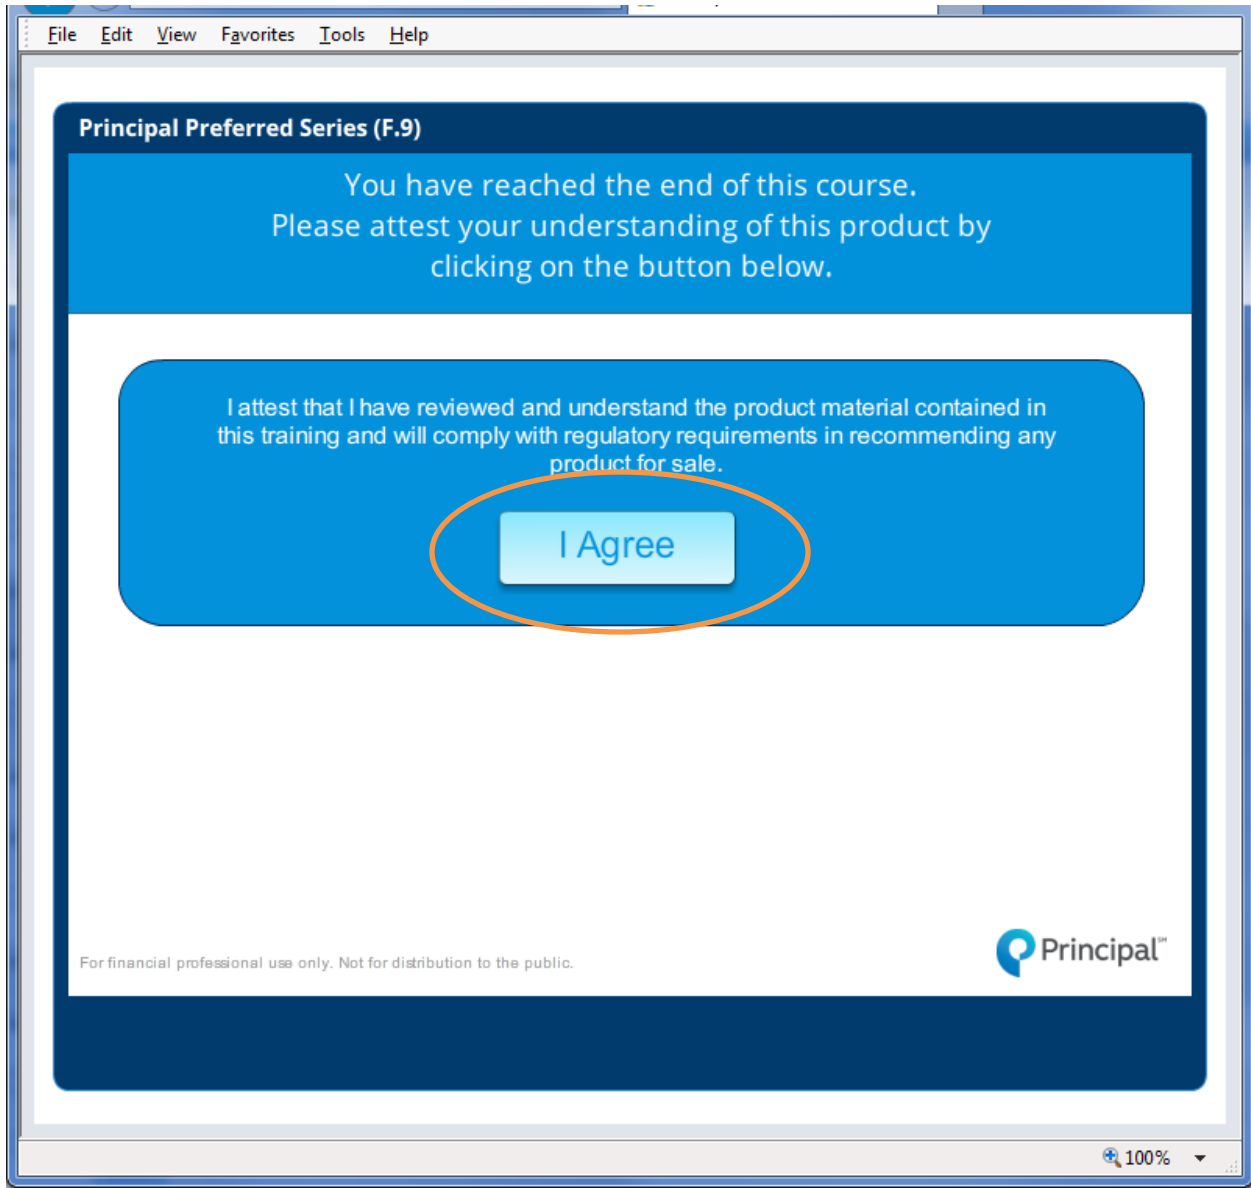 File Edit View Favorites Tools Help
Principal Preferred Series (F.9)
You have reached the end of this course.
Please attest your understanding of this product by
clicking on the button below.
I attest that I have reviewed and understand the product material contained in
this training and will comply with regulatory requirements in recommending any
product for sale.
I Agree
For financial professional use only. Not for distribution to the public.
Principal℠
100%